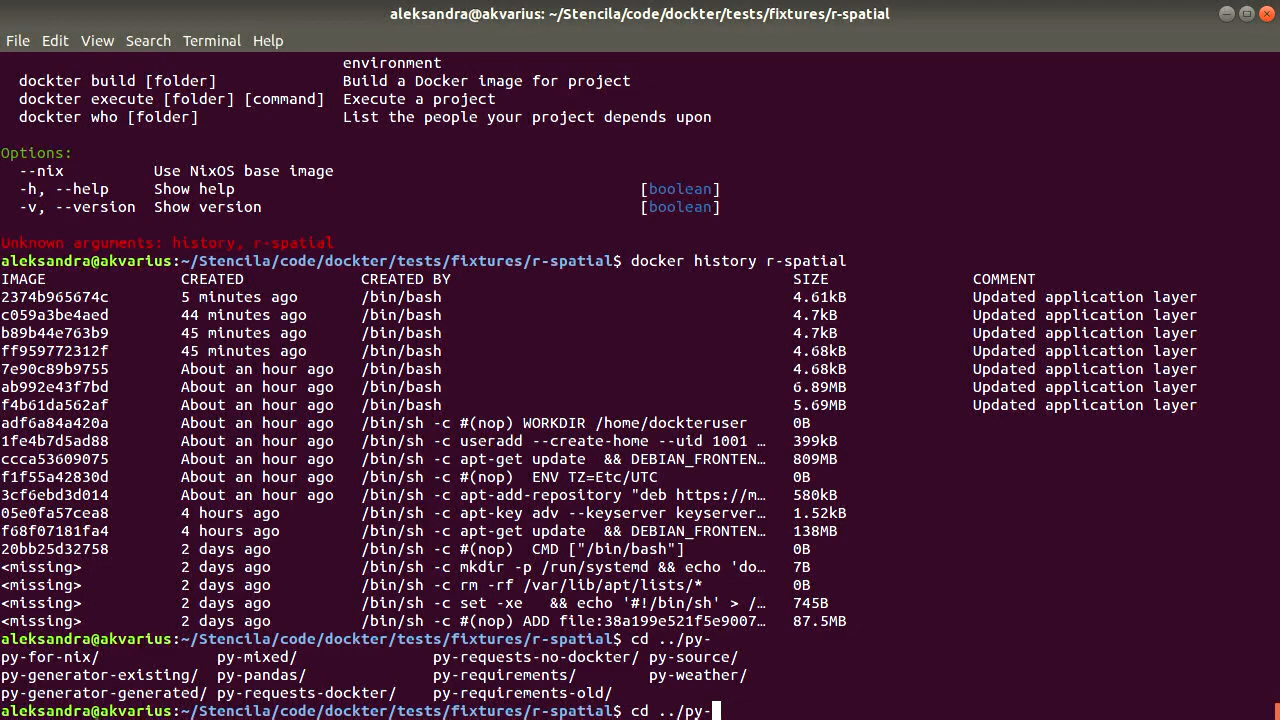 aleksandra@akvarius: ~/Stencila/code/dockter/tests/fixtures/r-spatial
File Edit View Search Terminal Help
environment
dockter build [folder] Build a Docker image for project
dockter execute [folder] [command] Execute a project
dockter who [folder] List the people your project depends upon
Options:
--nix Use NixOS base image
-h, --help Show help [boolean]
-v, --version Show version [boolean]
Unknown arguments: history, r-spatial
aleksandra@akvarius:~/Stencila/code/dockter/tests/fixtures/r-spatial$ docker history r-spatial
IMAGE CREATED CREATED BY SIZE COMMENT
2374b965674c 5 minutes ago /bin/bash 4.61kB Updated application layer
c059a3be4aed 44 minutes ago /bin/bash 4.7kB Updated application layer
b89b44e763b9 45 minutes ago /bin/bash 4.7kB Updated application layer
ff959772312f 45 minutes ago /bin/bash 4.68kB Updated application layer
7e90c89b9755 About an hour ago /bin/bash 4.68kB Updated application layer
ab992e43f7bd About an hour ago /bin/bash 6.89MB Updated application layer
f4b61da562af About an hour ago /bin/bash 5.69MB Updated application layer
adf6a84a420a About an hour ago /bin/sh -c #(nop) WORKDIR /home/dockteruser 0B
1fe4b7d5ad88 About an hour ago /bin/sh -c useradd --create-home --uid 1001 … 399kB
ccca53609075 About an hour ago /bin/sh -c apt-get update && DEBIAN_FRONTEN… 809MB
f1f55a42830d About an hour ago /bin/sh -c #(nop) ENV TZ=Etc/UTC 0B
3cf6ebd3d014 About an hour ago /bin/sh -c apt-add-repository "deb https://m… 580kB
05e0fa57cea8 4 hours ago /bin/sh -c apt-key adv --keyserver keyserver… 1.52kB
f68f07181fa4 4 hours ago /bin/sh -c apt-get update && DEBIAN_FRONTEN… 138MB
20bb25d32758 2 days ago /bin/sh -c #(nop) CMD ["/bin/bash"] 0B
<missing> 2 days ago /bin/sh -c mkdir -p /run/systemd && echo 'do… 7B
<missing> 2 days ago /bin/sh -c rm -rf /var/lib/apt/lists/* 0B
<missing> 2 days ago /bin/sh -c set -xe && echo '#!/bin/sh' > /… 745B
<missing> 2 days ago /bin/sh -c #(nop) ADD file:38a199e521f5e9007… 87.5MB
aleksandra@akvarius:~/Stencila/code/dockter/tests/fixtures/r-spatial$ cd ../py-
py-for-nix/ py-mixed/ py-requests-no-dockter/ py-source/
py-generator-existing/ py-pandas/ py-requirements/ py-weather/
py-generator-generated/ py-requests-dockter/ py-requirements-old/
aleksandra@akvarius:~/Stencila/code/dockter/tests/fixtures/r-spatial$ cd ../py-